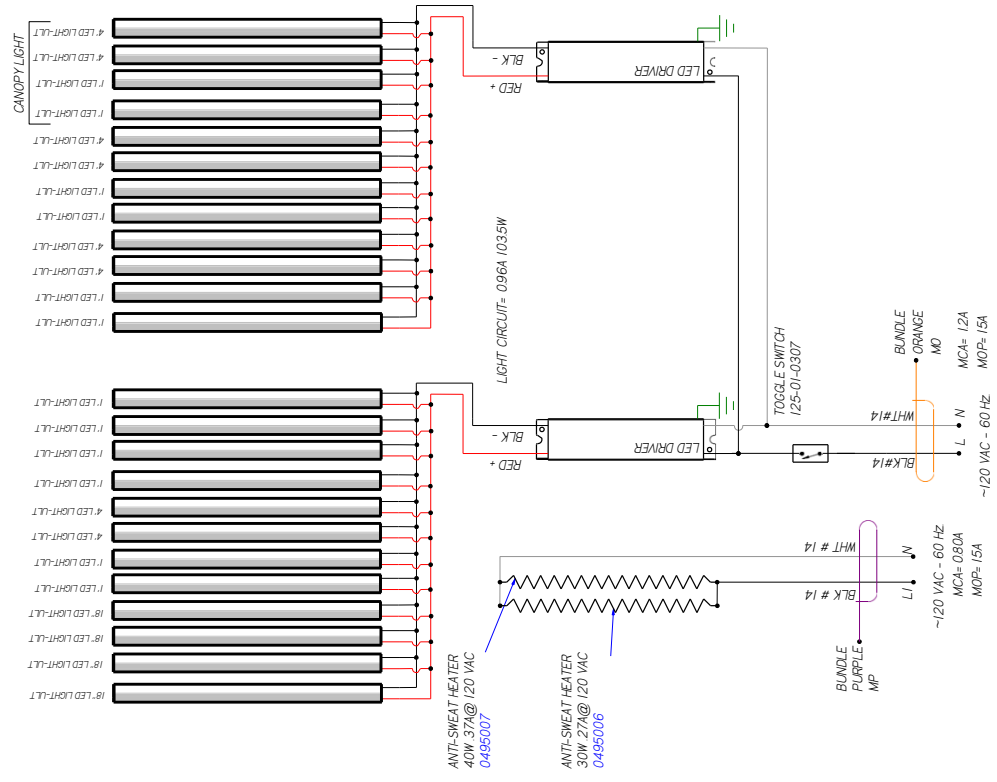 CANOPY LIGHT
4' LED LIGHT-ULT
4' LED LIGHT-ULT
1' LED LIGHT-ULT
1' LED LIGHT-ULT
4' LED LIGHT-ULT
4' LED LIGHT-ULT
1' LED LIGHT-ULT
1' LED LIGHT-ULT
4' LED LIGHT-ULT
4' LED LIGHT-ULT
1' LED LIGHT-ULT
1' LED LIGHT-ULT
BLK -
RED +
LED DRIVER
LIGHT CIRCUIT= 0.96A 103.5W
1' LED LIGHT-ULT
1' LED LIGHT-ULT
1' LED LIGHT-ULT
1' LED LIGHT-ULT
4' LED LIGHT-ULT
4' LED LIGHT-ULT
1' LED LIGHT-ULT
1' LED LIGHT-ULT
18" LED LIGHT-ULT
18" LED LIGHT-ULT
18" LED LIGHT-ULT
18" LED LIGHT-ULT
BLK -
RED +
LED DRIVER
TOGGLE SWITCH
125-01-0307
BUNDLE
ORANGE
MO
MCA= 1.2A
MOP= 15A
WHT#14
BLK#14
N
L
~120 VAC - 60 Hz
WHT # 14
BLK # 14
N
L1
~120 VAC - 60 Hz
MCA= 0.80A
MOP= 15A
BUNDLE
PURPLE
MP
ANTI-SWEAT HEATER
40W .37A@ 120 VAC
0495007
ANTI-SWEAT HEATER
30W .27A@ 120 VAC
0495006